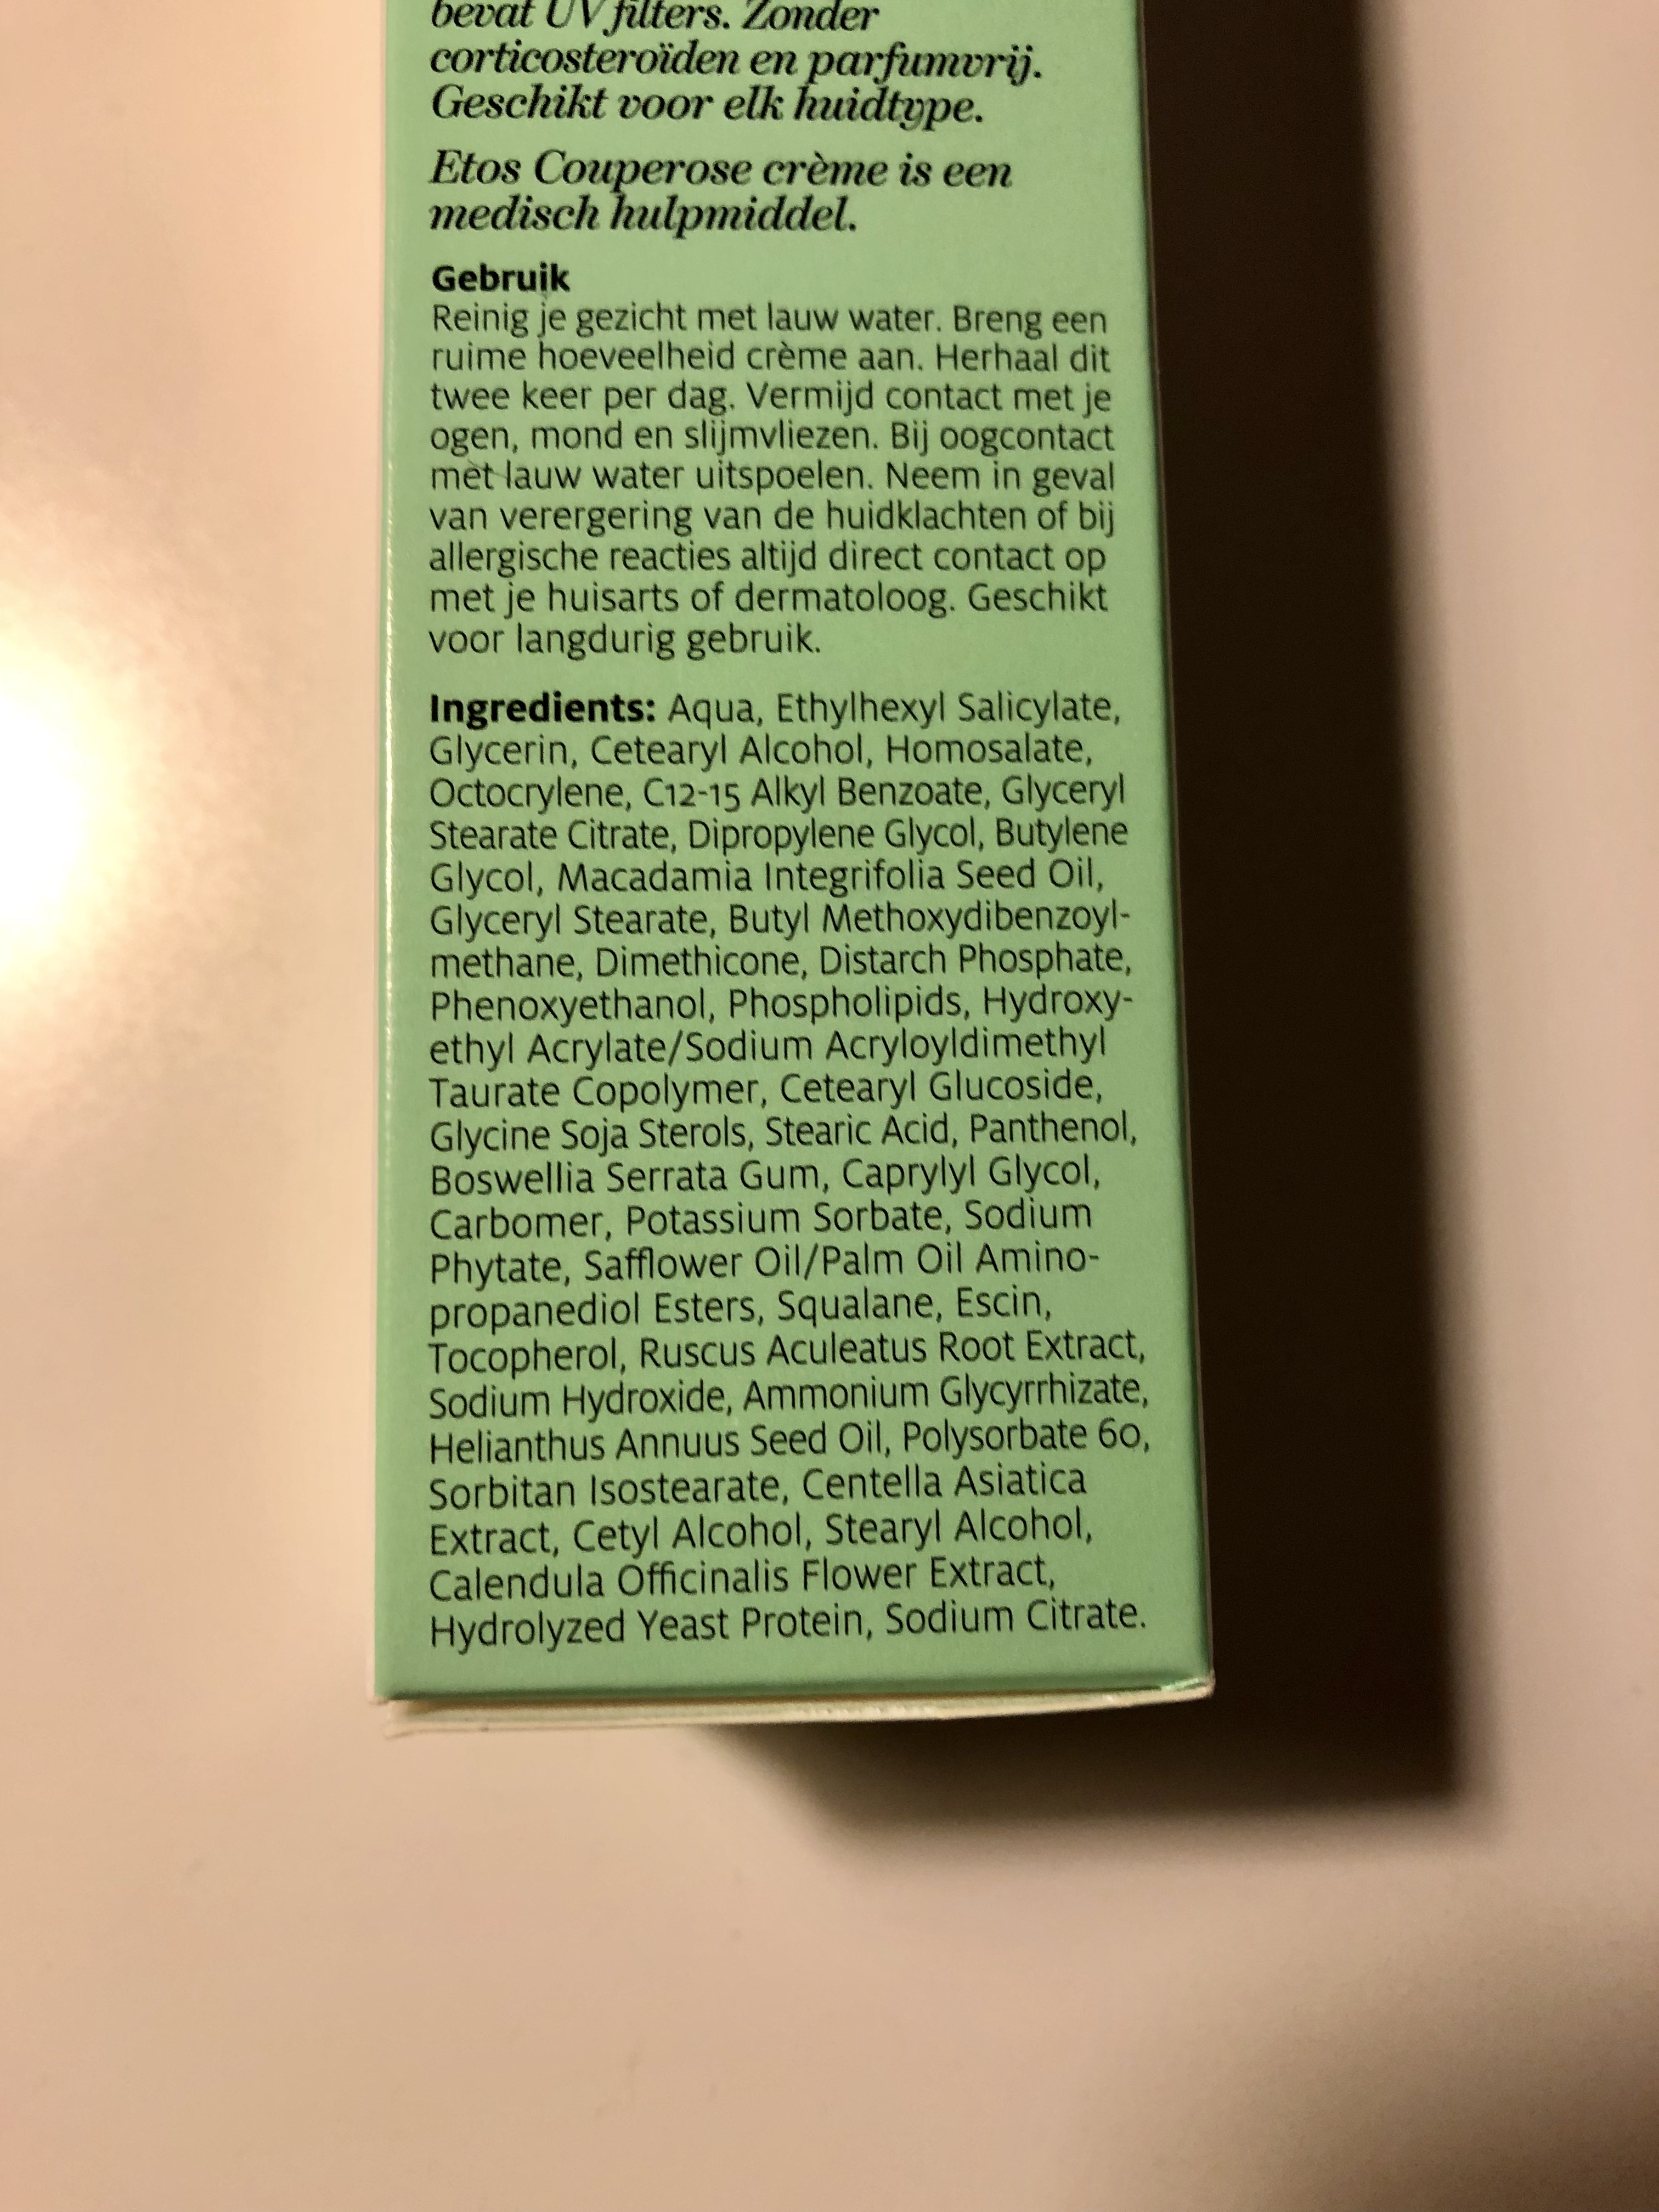 bevat UV filters. Zonder
corticosteroïden en parfumvrij.
Geschikt voor elk huidtype.
Etos Couperose crème is een
medisch hulpmiddel.
Gebruik
Reinig je gezicht met lauw water. Breng een
ruime hoeveelheid crème aan. Herhaal dit
twee keer per dag. Vermijd contact met je
ogen, mond en slijmvliezen. Bij oogcontact
met lauw water uitspoelen. Neem in geval
van verergering van de huidklachten of bij
allergische reacties altijd direct contact op
met je huisarts of dermatoloog. Geschikt
voor langdurig gebruik.
Ingredients: Aqua, Ethylhexyl Salicylate,
Glycerin, Cetearyl Alcohol, Homosalate,
Octocrylene, C12-15 Alkyl Benzoate, Glyceryl
Stearate Citrate, Dipropylene Glycol, Butylene
Glycol, Macadamia Integrifolia Seed Oil,
Glyceryl Stearate, Butyl Methoxydibenzoyl-
methane, Dimethicone, Distarch Phosphate,
Phenoxyethanol, Phospholipids, Hydroxy-
ethyl Acrylate/Sodium Acryloyldimethyl
Taurate Copolymer, Cetearyl Glucoside,
Glycine Soja Sterols, Stearic Acid, Panthenol,
Boswellia Serrata Gum, Caprylyl Glycol,
Carbomer, Potassium Sorbate, Sodium
Phytate, Safflower Oil/Palm Oil Amino-
propanediol Esters, Squalane, Escin,
Tocopherol, Ruscus Aculeatus Root Extract,
Sodium Hydroxide, Ammonium Glycyrrhizate,
Helianthus Annuus Seed Oil, Polysorbate 60,
Sorbitan Isostearate, Centella Asiatica
Extract, Cetyl Alcohol, Stearyl Alcohol,
Calendula Officinalis Flower Extract,
Hydrolyzed Yeast Protein, Sodium Citrate.